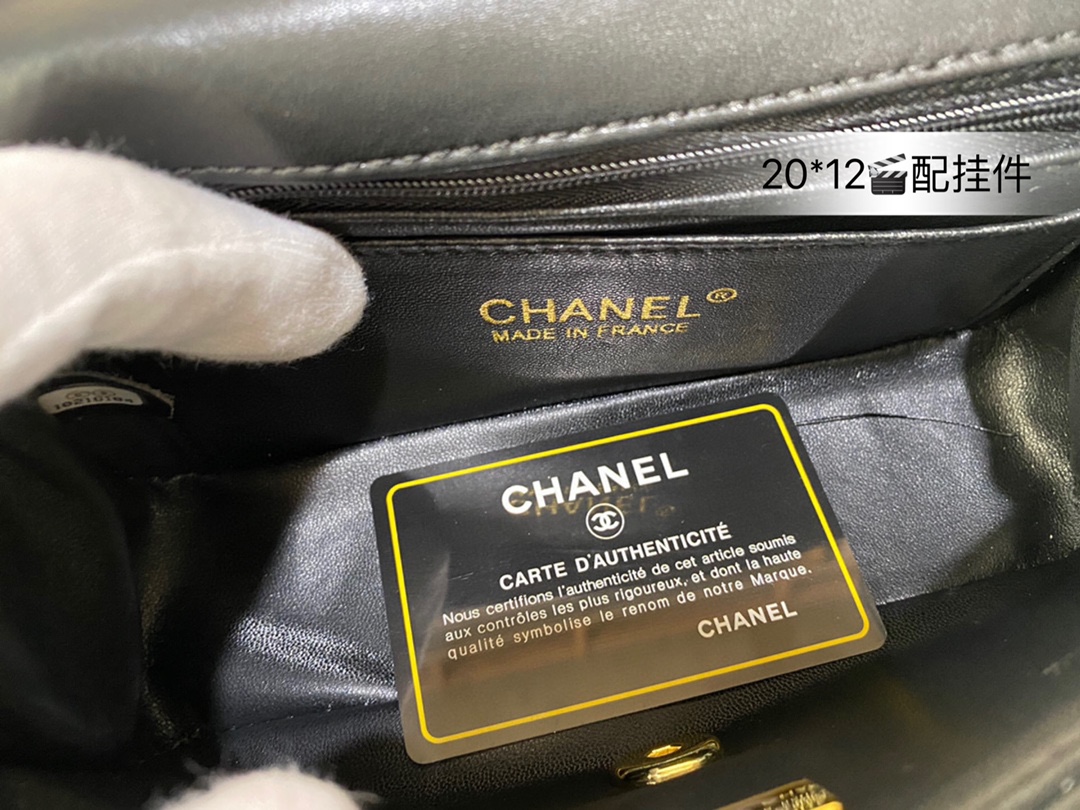 20*12🎬配挂件
CHANEL®
MADE IN FRANCE
10218184
CHANEL
CARTE D'AUTHENTICITÉ
Nous certifions l'authenticité de cet article soumis
aux contrôles les plus rigoureux, et dont la haute
qualité symbolise le renom de notre Marque.
CHANEL